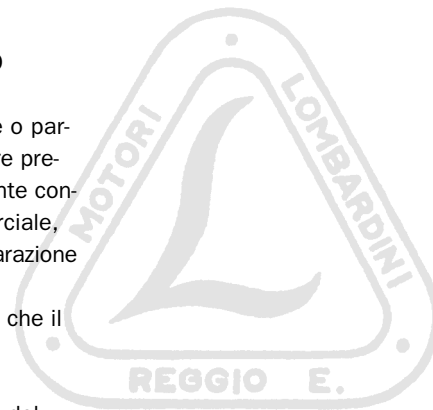 e o par-
re pre-
nte con-
rciale,
arazione
che il
MOTORI
LOMBARDINI
L
REGGIO E.